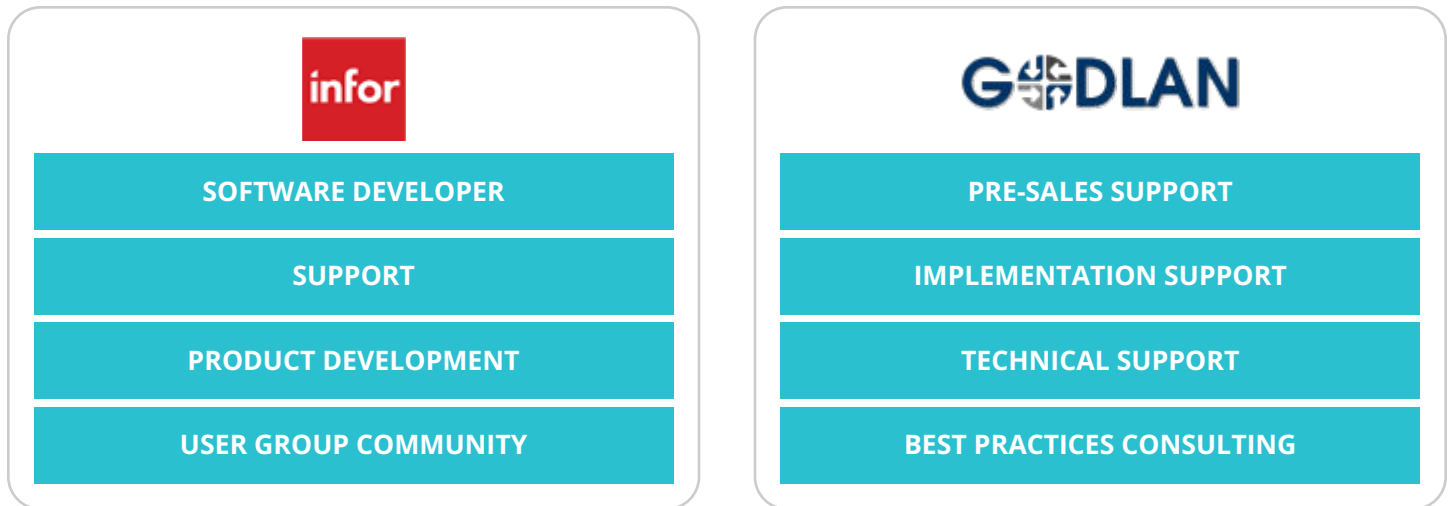 infor
SOFTWARE DEVELOPER
SUPPORT
PRODUCT DEVELOPMENT
USER GROUP COMMUNITY
GODLAN
PRE-SALES SUPPORT
IMPLEMENTATION SUPPORT
TECHNICAL SUPPORT
BEST PRACTICES CONSULTING